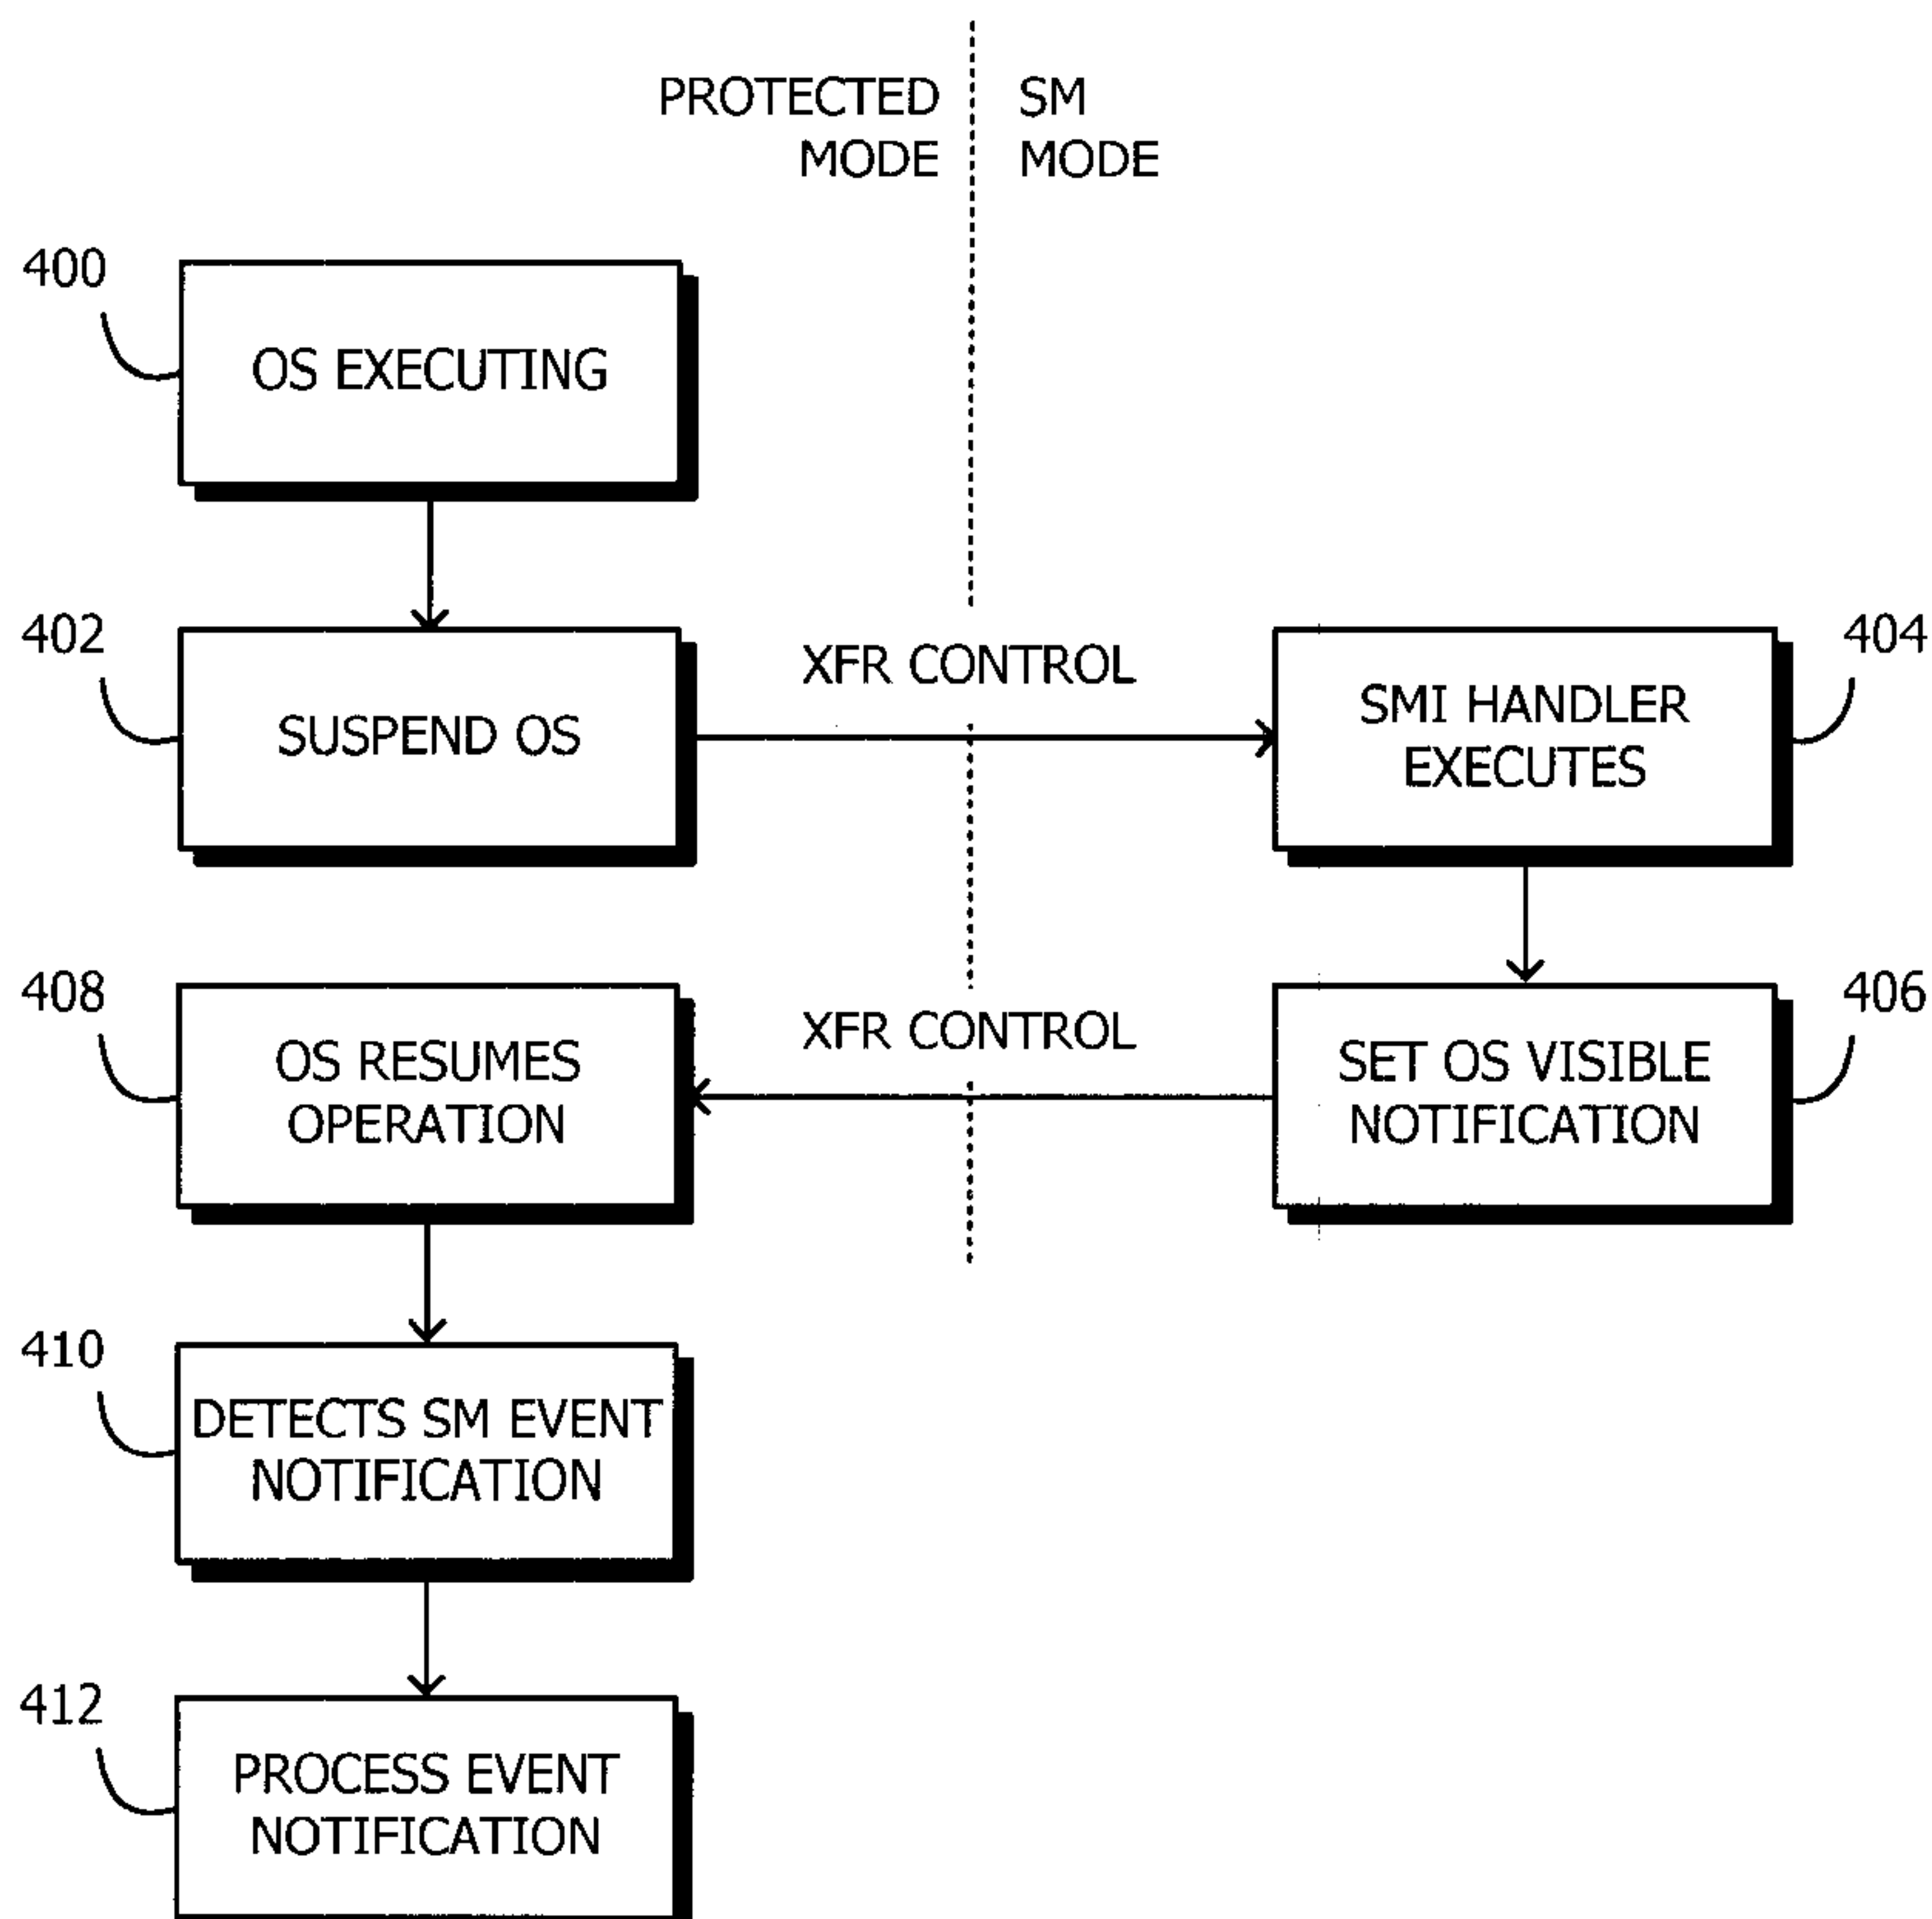 PROTECTED
MODE
SM
MODE
400
OS EXECUTING
402
SUSPEND OS
XFR CONTROL
404
SMI HANDLER
EXECUTES
408
OS RESUMES
OPERATION
XFR CONTROL
406
SET OS VISIBLE
NOTIFICATION
410
DETECTS SM EVENT
NOTIFICATION
412
PROCESS EVENT
NOTIFICATION